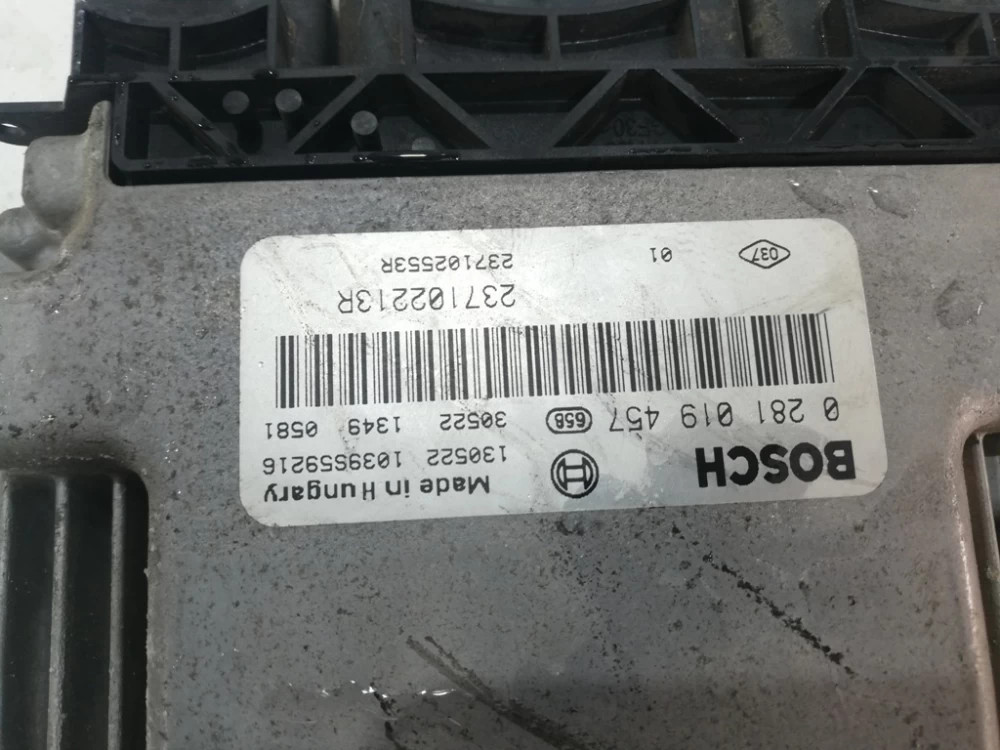 BOSCH Made in Hungary
130522 1039S59216
0 281 019 457 658 30522 1349 0581
237102213R
037 01 237102553R